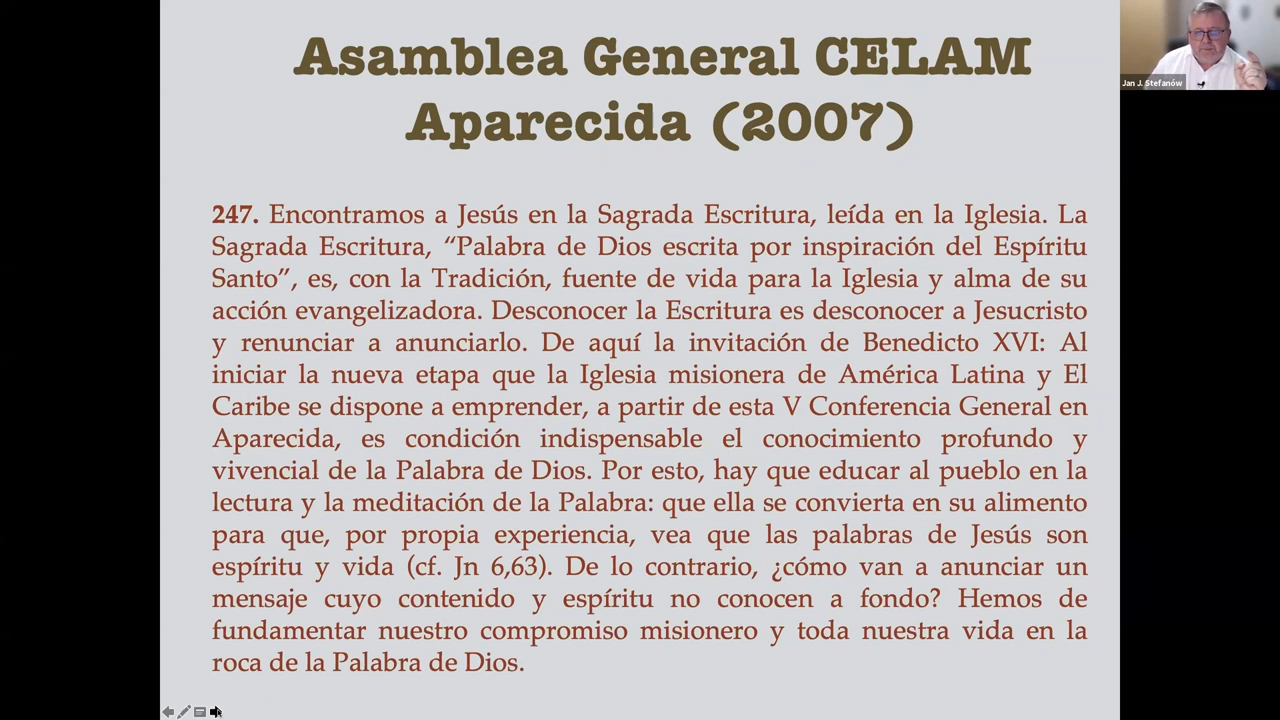 Asamblea General CELAM
Aparecida (2007)
Jan J. Stefanów
247. Encontramos a Jesús en la Sagrada Escritura, leída en la Iglesia. La
Sagrada Escritura, “Palabra de Dios escrita por inspiración del Espíritu
Santo”, es, con la Tradición, fuente de vida para la Iglesia y alma de su
acción evangelizadora. Desconocer la Escritura es desconocer a Jesucristo
y renunciar a anunciarlo. De aquí la invitación de Benedicto XVI: Al
iniciar la nueva etapa que la Iglesia misionera de América Latina y El
Caribe se dispone a emprender, a partir de esta V Conferencia General en
Aparecida, es condición indispensable el conocimiento profundo y
vivencial de la Palabra de Dios. Por esto, hay que educar al pueblo en la
lectura y la meditación de la Palabra: que ella se convierta en su alimento
para que, por propia experiencia, vea que las palabras de Jesús son
espíritu y vida (cf. Jn 6,63). De lo contrario, ¿cómo van a anunciar un
mensaje cuyo contenido y espíritu no conocen a fondo? Hemos de
fundamentar nuestro compromiso misionero y toda nuestra vida en la
roca de la Palabra de Dios.